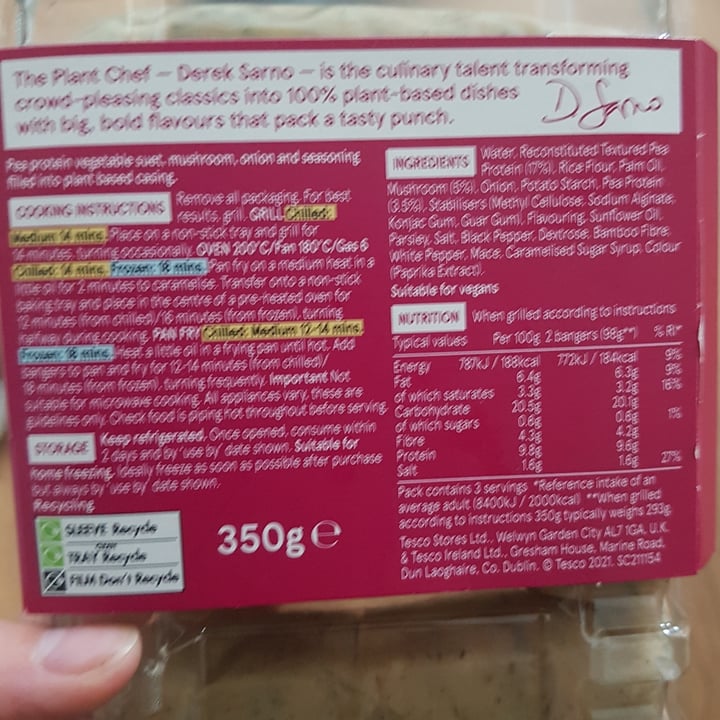 The Plant Chef – Derek Sarno – is the culinary talent transforming
crowd-pleasing classics into 100% plant-based dishes
with big, bold flavours that pack a tasty punch.
D Sarno
Pea protein vegetable suet, mushroom, onion and seasoning
filled into plant based casing.
COOKING INSTRUCTIONS Remove all packaging. For best
results, grill. GRILL Chilled:
Medium 14 mins. Place on a non-stick tray and grill for
14 minutes, turning occasionally. OVEN 200°C/Fan 180°C/Gas 6
Chilled: 14 mins. Frozen: 18 mins. Pan fry on a medium heat in a
little oil for 2 minutes to caramelise. Transfer onto a non-stick
baking tray and place in the centre of a pre-heated oven for
12 minutes (from chilled)/16 minutes (from frozen), turning
halfway during cooking. PAN FRY Chilled: Medium 12-14 mins.
Frozen: 18 mins. Heat a little oil in a frying pan until hot. Add
bangers to pan and fry for 12-14 minutes (from chilled)/
18 minutes (from frozen), turning frequently. Important Not
suitable for microwave cooking. All appliances vary, these are
guidelines only. Check food is piping hot throughout before serving.
STORAGE Keep refrigerated. Once opened, consume within
2 days and by 'use by' date shown. Suitable for
home freezing. Ideally freeze as soon as possible after purchase
but always by 'use by' date shown.
Recycling
SLEEVE Recycle
TRAY Recycle
FILM Don't Recycle
350g e
INGREDIENTS Water, Reconstituted Textured Pea
Protein (17%), Rice Flour, Palm Oil,
Mushroom (5%), Onion, Potato Starch, Pea Protein
(3.5%), Stabilisers (Methyl Cellulose, Sodium Alginate,
Konjac Gum, Guar Gum), Flavouring, Sunflower Oil,
Parsley, Salt, Black Pepper, Dextrose, Bamboo Fibre,
White Pepper, Mace, Caramelised Sugar Syrup, Colour
(Paprika Extract).
Suitable for vegans
NUTRITION When grilled according to instructions
Typical values Per 100g 2 bangers (98g**) % RI*
Energy 787kJ / 188kcal 772kJ / 184kcal 9%
Fat 6.4g 6.3g 9%
of which saturates 3.3g 3.2g 16%
Carbohydrate 20.5g 20.1g
of which sugars 0.6g 0.6g 1%
Fibre 4.3g 4.2g
Protein 9.8g 9.6g
Salt 1.6g 1.6g 27%
Pack contains 3 servings *Reference intake of an
average adult (8400kJ / 2000kcal) **When grilled
according to instructions 350g typically weighs 293g.
Tesco Stores Ltd., Welwyn Garden City AL7 1GA, U.K.
& Tesco Ireland Ltd., Gresham House, Marine Road,
Dun Laoghaire, Co. Dublin. © Tesco 2021. SC211154